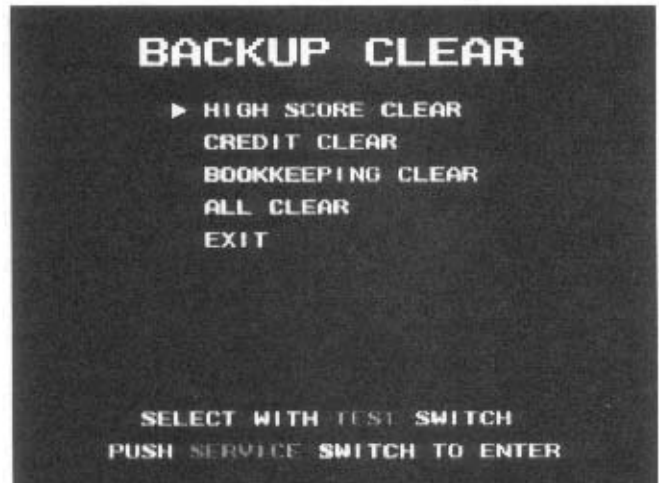 BACKUP CLEAR
▶ HIGH SCORE CLEAR
CREDIT CLEAR
BOOKKEEPING CLEAR
ALL CLEAR
EXIT
SELECT WITH TEST SWITCH
PUSH SERVICE SWITCH TO ENTER